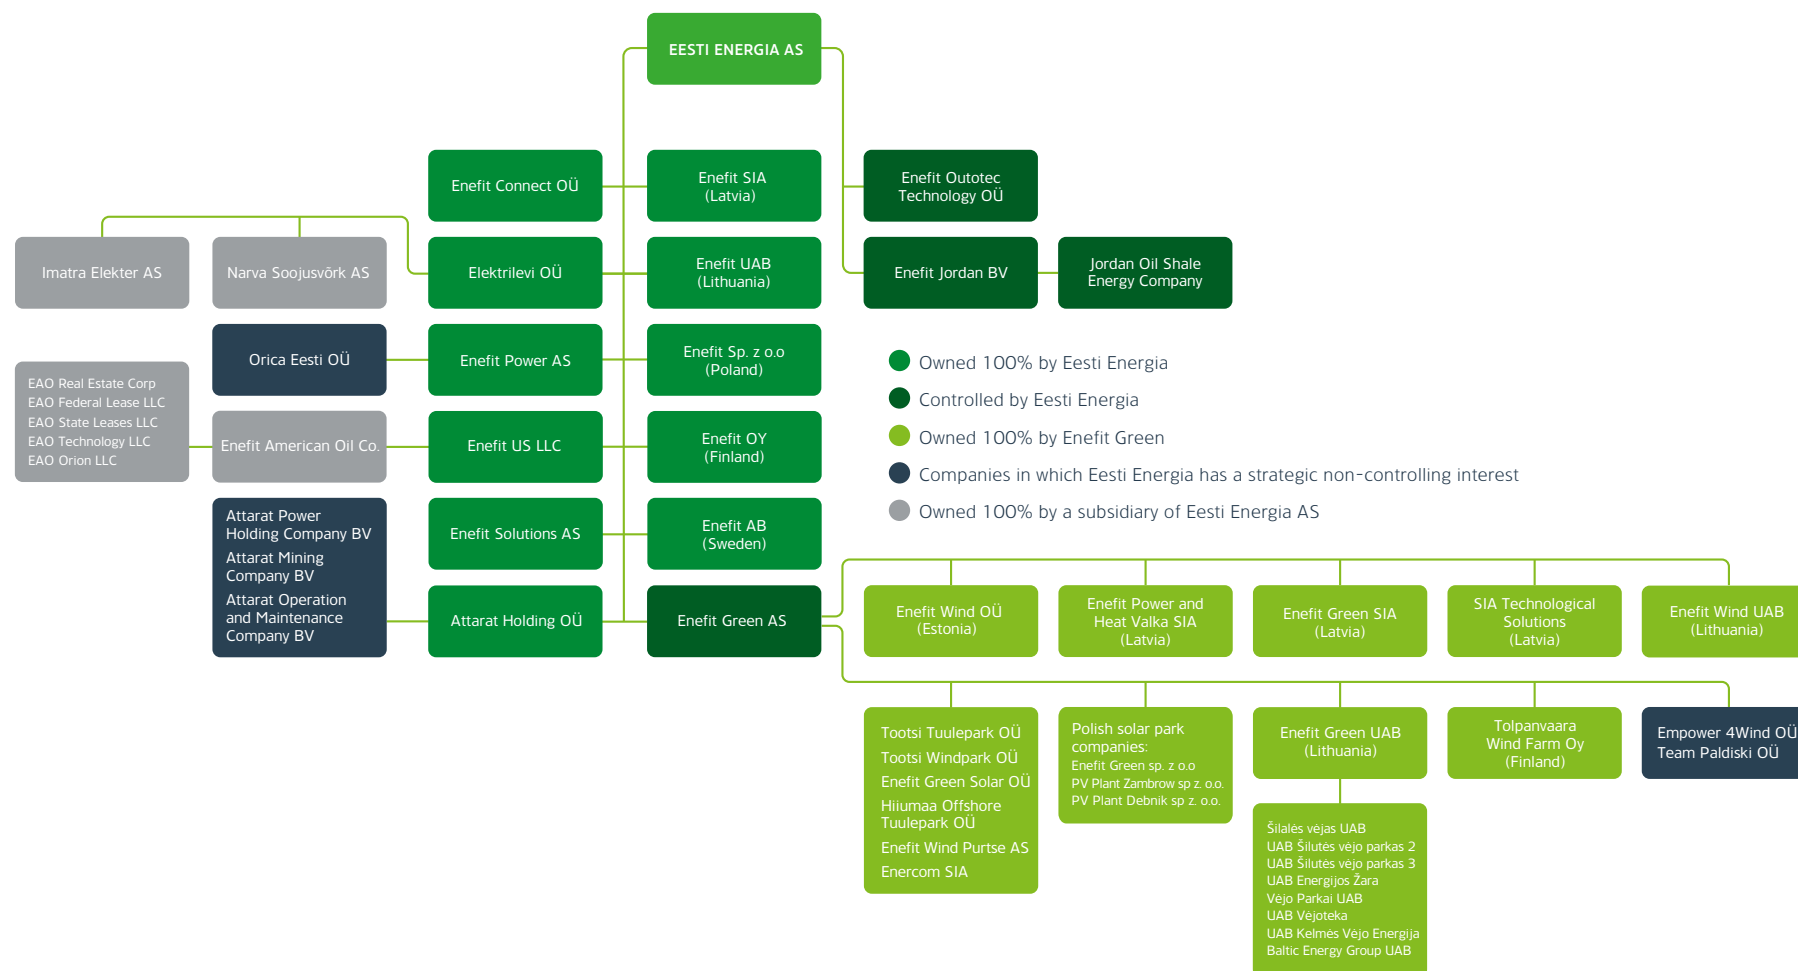 EESTI ENERGIA AS
Enefit Connect OÜ
Enefit SIA
(Latvia)
Enefit Outotec
Technology OÜ
Imatra Elekter AS
Narva Soojusvõrk AS
Elektrilevi OÜ
Enefit UAB
(Lithuania)
Enefit Jordan BV
Jordan Oil Shale
Energy Company
Orica Eesti OÜ
Enefit Power AS
Enefit Sp. z o.o
(Poland)
EAO Real Estate Corp
EAO Federal Lease LLC
EAO State Leases LLC
EAO Technology LLC
EAO Orion LLC
Enefit American Oil Co.
Enefit US LLC
Enefit OY
(Finland)
Owned 100% by Eesti Energia
Controlled by Eesti Energia
Owned 100% by Enefit Green
Companies in which Eesti Energia has a strategic non-controlling interest
Owned 100% by a subsidiary of Eesti Energia AS
Attarat Power
Holding Company BV
Attarat Mining
Company BV
Attarat Operation
and Maintenance
Company BV
Enefit Solutions AS
Enefit AB
(Sweden)
Attarat Holding OÜ
Enefit Green AS
Enefit Wind OÜ
(Estonia)
Enefit Power and
Heat Valka SIA
(Latvia)
Enefit Green SIA
(Latvia)
SIA Technological
Solutions
(Latvia)
Enefit Wind UAB
(Lithuania)
Tootsi Tuulepark OÜ
Tootsi Windpark OÜ
Enefit Green Solar OÜ
Hiiumaa Offshore
Tuulepark OÜ
Enefit Wind Purtse AS
Enercom SIA
Polish solar park
companies:
Enefit Green sp. z o.o
PV Plant Zambrow sp z. o.o.
PV Plant Debnik sp z. o.o.
Enefit Green UAB
(Lithuania)
Tolpanvaara
Wind Farm Oy
(Finland)
Empower 4Wind OÜ
Team Paldiski OÜ
Šilalės vėjas UAB
UAB Šilutės vėjo parkas 2
UAB Šilutės vėjo parkas 3
UAB Energijos Žara
Vėjo Parkai UAB
UAB Vėjoteka
UAB Kelmės Vėjo Energija
Baltic Energy Group UAB